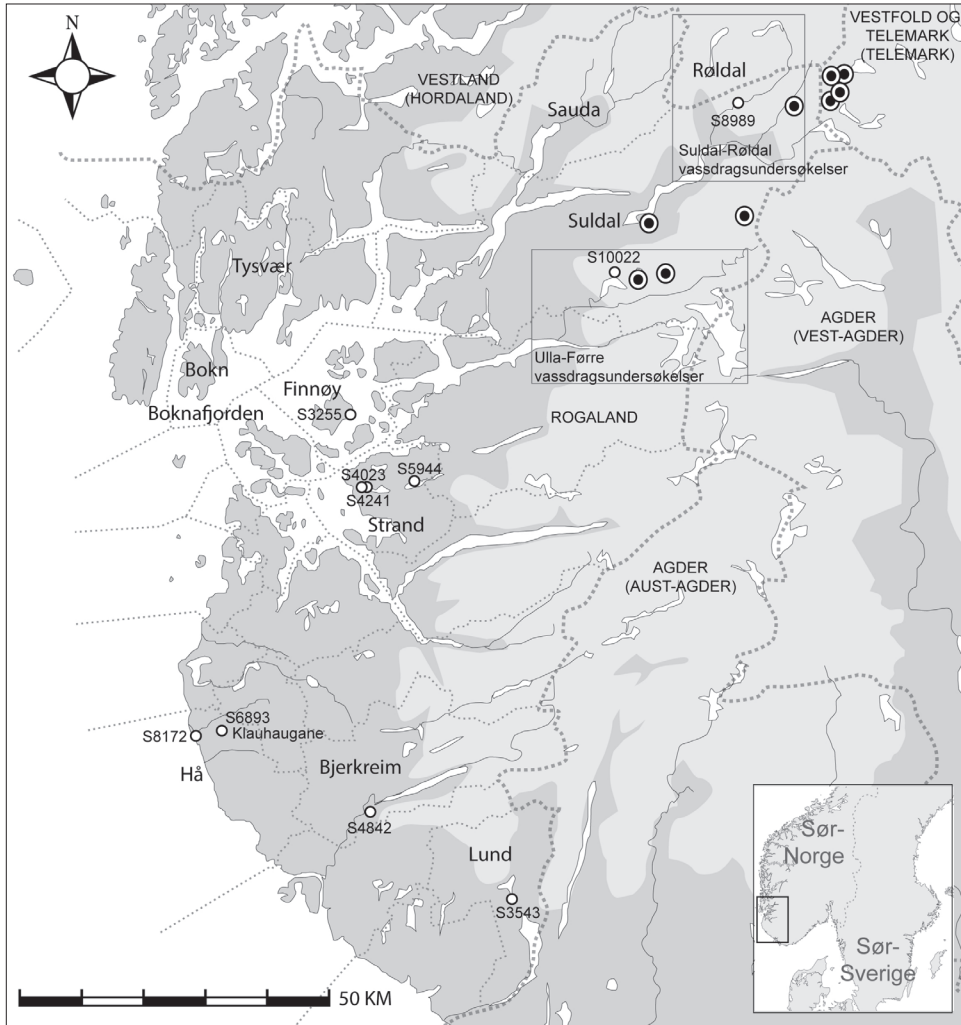 N
VESTFOLD OG
TELEMARK
(TELEMARK)
VESTLAND
(HORDALAND)
Røldal
Sauda
S8989
Suldal-Røldal
vassdragsundersøkelser
Suldal
S10022
Tysvær
AGDER
(VEST-AGDER)
Ulla-Førre
vassdragsundersøkelser
Bokn
Finnøy
Boknafjorden
S3255
ROGALAND
S4023
S5944
S4241
Strand
AGDER
(AUST-AGDER)
S6893
S8172
Klauhaugane
Hå
Bjerkreim
S4842
Lund
S3543
Sør-
Norge
Sør-
Sverige
50 KM